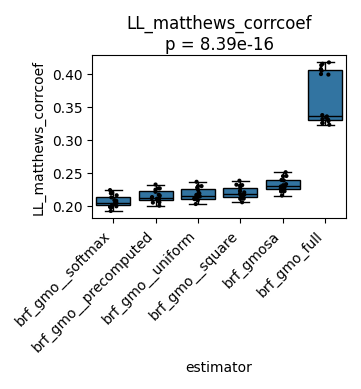 LL_matthews_corrcoef
p = 8.39e-16
LL_matthews_corrcoef
0.40
0.35
0.30
0.25
0.20
brf_gmo__softmax
brf_gmo__precomputed
brf_gmo__uniform
brf_gmo__square
brf_gmosa
brf_gmo_full
estimator